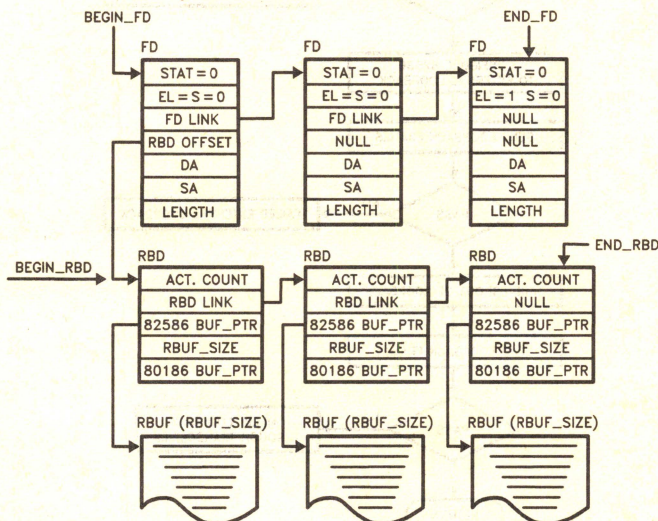 BEGIN_FD
END_FD
FD
FD
FD
STAT = 0
STAT = 0
STAT = 0
EL = S = 0
EL = S = 0
EL = 1 S = 0
FD LINK
FD LINK
NULL
RBD OFFSET
NULL
NULL
DA
DA
DA
SA
SA
SA
LENGTH
LENGTH
LENGTH
BEGIN_RBD
END_RBD
RBD
RBD
RBD
ACT. COUNT
ACT. COUNT
ACT. COUNT
RBD LINK
RBD LINK
NULL
82586 BUF_PTR
82586 BUF_PTR
82586 BUF_PTR
RBUF_SIZE
RBUF_SIZE
RBUF_SIZE
80186 BUF_PTR
80186 BUF_PTR
80186 BUF_PTR
RBUF (RBUF_SIZE)
RBUF (RBUF_SIZE)
RBUF (RBUF_SIZE)